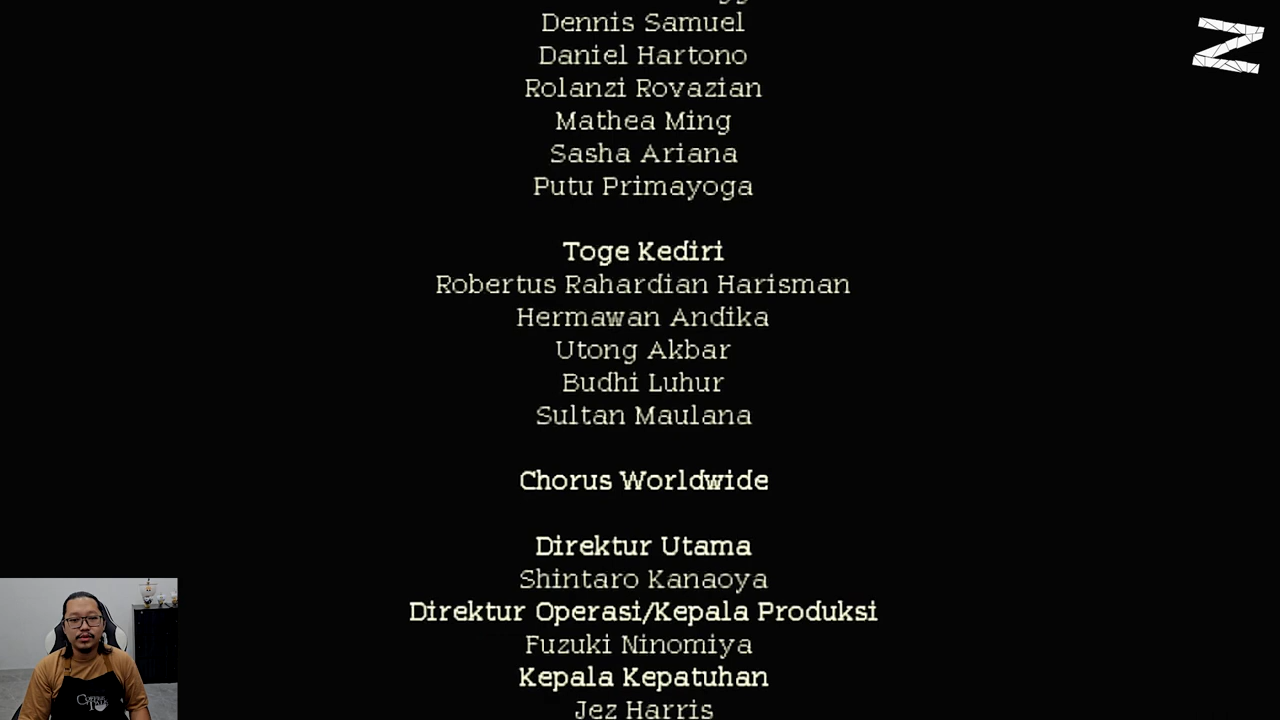 Dennis Samuel
Daniel Hartono
Rolanzi Rovazian
Mathea Ming
Sasha Ariana
Putu Primayoga
Toge Kediri
Robertus Rahardian Harisman
Hermawan Andika
Utong Akbar
Budhi Luhur
Sultan Maulana
Chorus Worldwide
Direktur Utama
Shintaro Kanaoya
Direktur Operasi/Kepala Produksi
Fuzuki Ninomiya
Kepala Kepatuhan
Jez Harris
Z
COFFEE
TALK